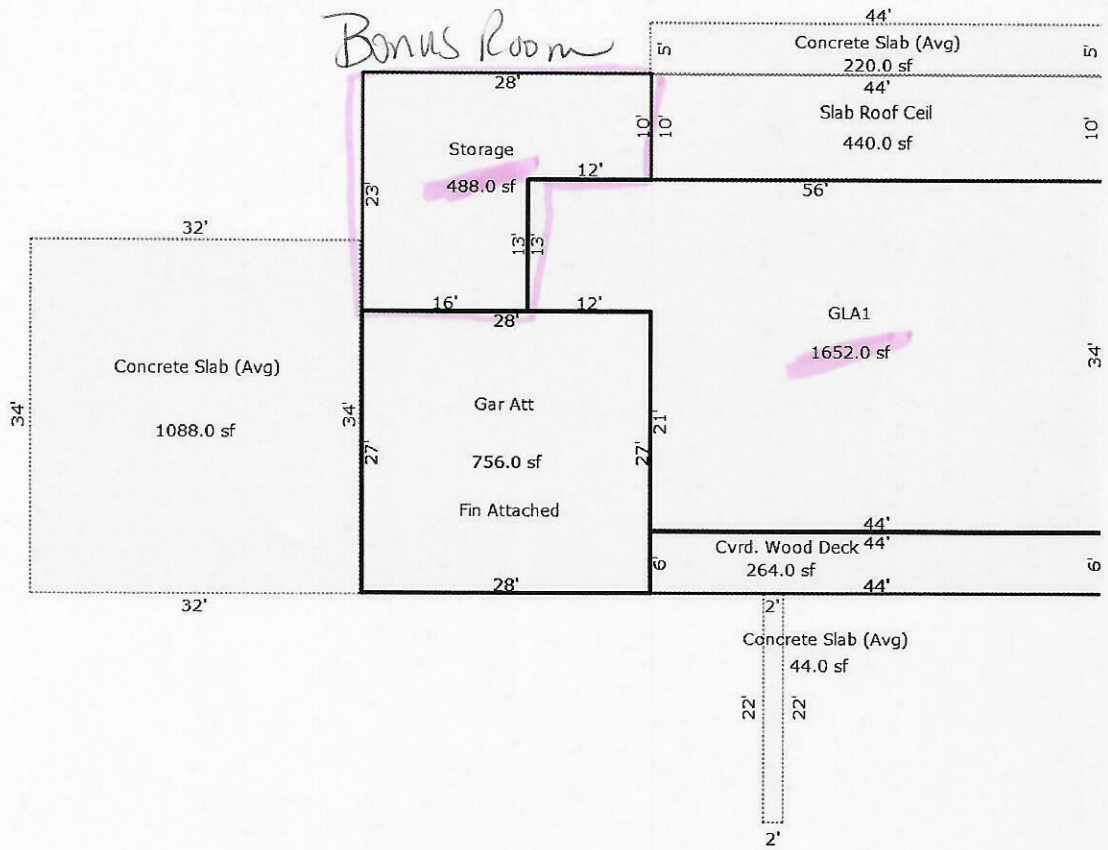 Bonus Room
44'
5'
Concrete Slab (Avg)
220.0 sf
5'
28'
44'
10'
10'
Slab Roof Ceil
440.0 sf
10'
Storage
488.0 sf
12'
56'
23'
32'
13'
13'
16'
12'
28'
GLA1
1652.0 sf
34'
Concrete Slab (Avg)
1088.0 sf
34'
34'
27'
Gar Att
756.0 sf
Fin Attached
27'
21'
44'
Cvrd. Wood Deck
44'
264.0 sf
6'
6'
28'
44'
32'
2'
Concrete Slab (Avg)
44.0 sf
22'
22'
2'